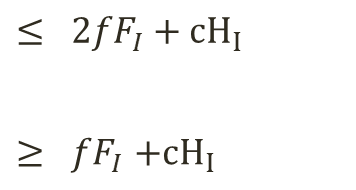 ≤ 2fF_I + cH_I
≥ fF_I +cH_I